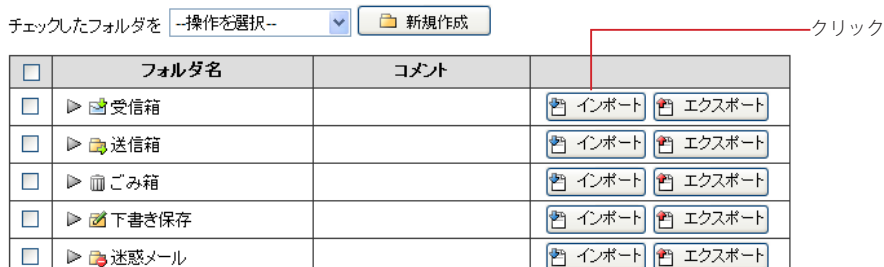 チェックしたフォルダを --操作を選択-- 新規作成
クリック
フォルダ名 コメント
受信箱 インポート エクスポート
送信箱 インポート エクスポート
ごみ箱 インポート エクスポート
下書き保存 インポート エクスポート
迷惑メール インポート エクスポート